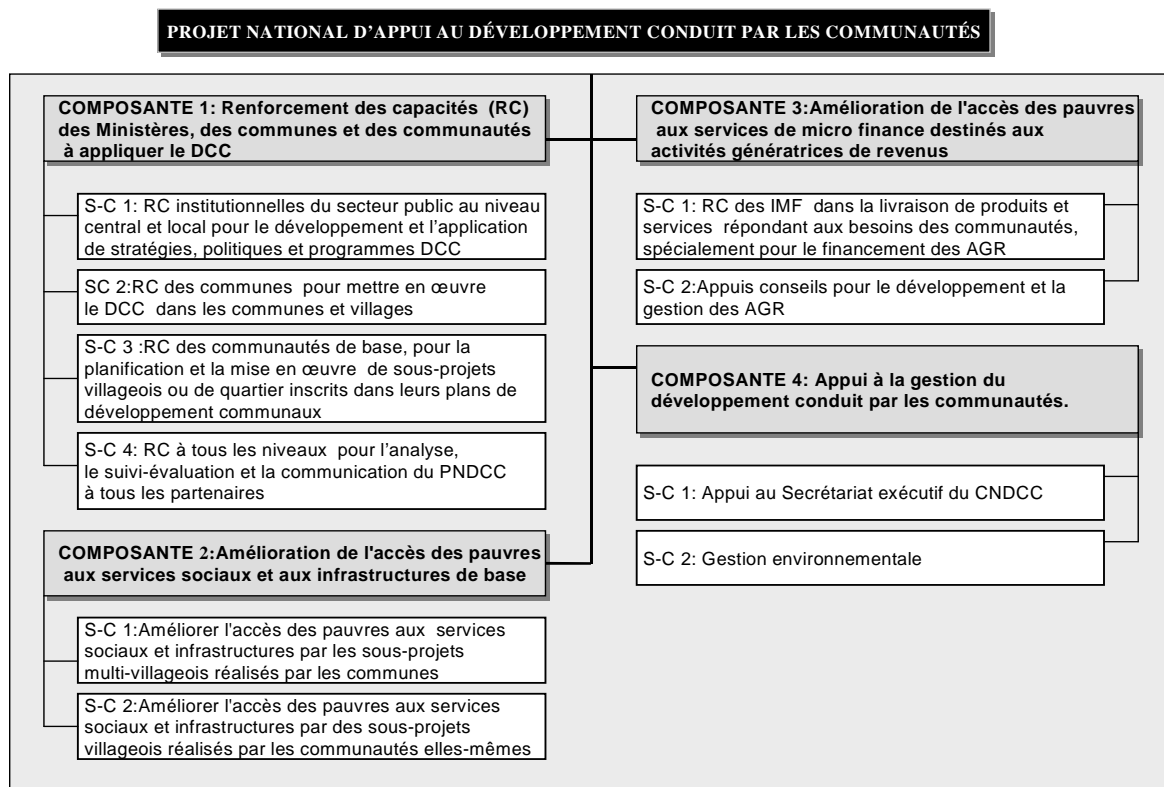 PROJET NATIONAL D’APPUI AU DÉVELOPPEMENT CONDUIT PAR LES COMMUNAUTÉS
COMPOSANTE 1: Renforcement des capacités (RC)
des Ministères, des communes et des communautés
à appliquer le DCC
S-C 1: RC institutionnelles du secteur public au niveau
central et local pour le développement et l’application
de stratégies, politiques et programmes DCC
SC 2:RC des communes pour mettre en œuvre
le DCC dans les communes et villages
S-C 3 :RC des communautés de base, pour la
planification et la mise en œuvre de sous-projets
villageois ou de quartier inscrits dans leurs plans de
développement communaux
S-C 4: RC à tous les niveaux pour l’analyse,
le suivi-évaluation et la communication du PNDCC
à tous les partenaires
COMPOSANTE 2:Amélioration de l'accès des pauvres
aux services sociaux et aux infrastructures de base
S-C 1:Améliorer l'accès des pauvres aux services
sociaux et infrastructures par les sous-projets
multi-villageois réalisés par les communes
S-C 2:Améliorer l'accès des pauvres aux services
sociaux et infrastructures par des sous-projets
villageois réalisés par les communautés elles-mêmes
COMPOSANTE 3:Amélioration de l'accès des pauvres
aux services de micro finance destinés aux
activités génératrices de revenus
S-C 1: RC des IMF dans la livraison de produits et
services répondant aux besoins des communautés,
spécialement pour le financement des AGR
S-C 2:Appuis conseils pour le développement et la
gestion des AGR
COMPOSANTE 4: Appui à la gestion du
développement conduit par les communautés.
S-C 1: Appui au Secrétariat exécutif du CNDCC
S-C 2: Gestion environnementale